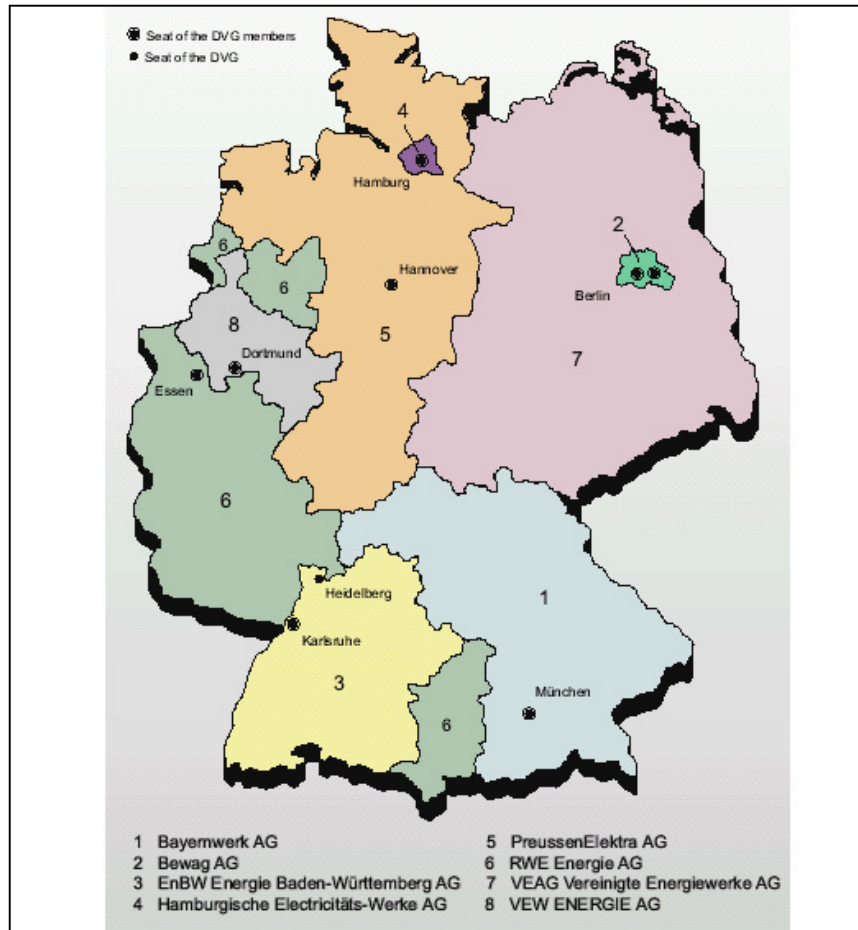 Seat of the DVG members
Seat of the DVG
4
Hamburg
2
6
6
Hannover
Berlin
8
5
Dortmund
7
Essen
6
Heidelberg
1
Karlsruhe
3
München
6
1 Bayernwerk AG
2 Bewag AG
3 EnBW Energie Baden-Württemberg AG
4 Hamburgische Electricitäts-Werke AG
5 PreussenElektra AG
6 RWE Energie AG
7 VEAG Vereinigte Energiewerke AG
8 VEW ENERGIE AG